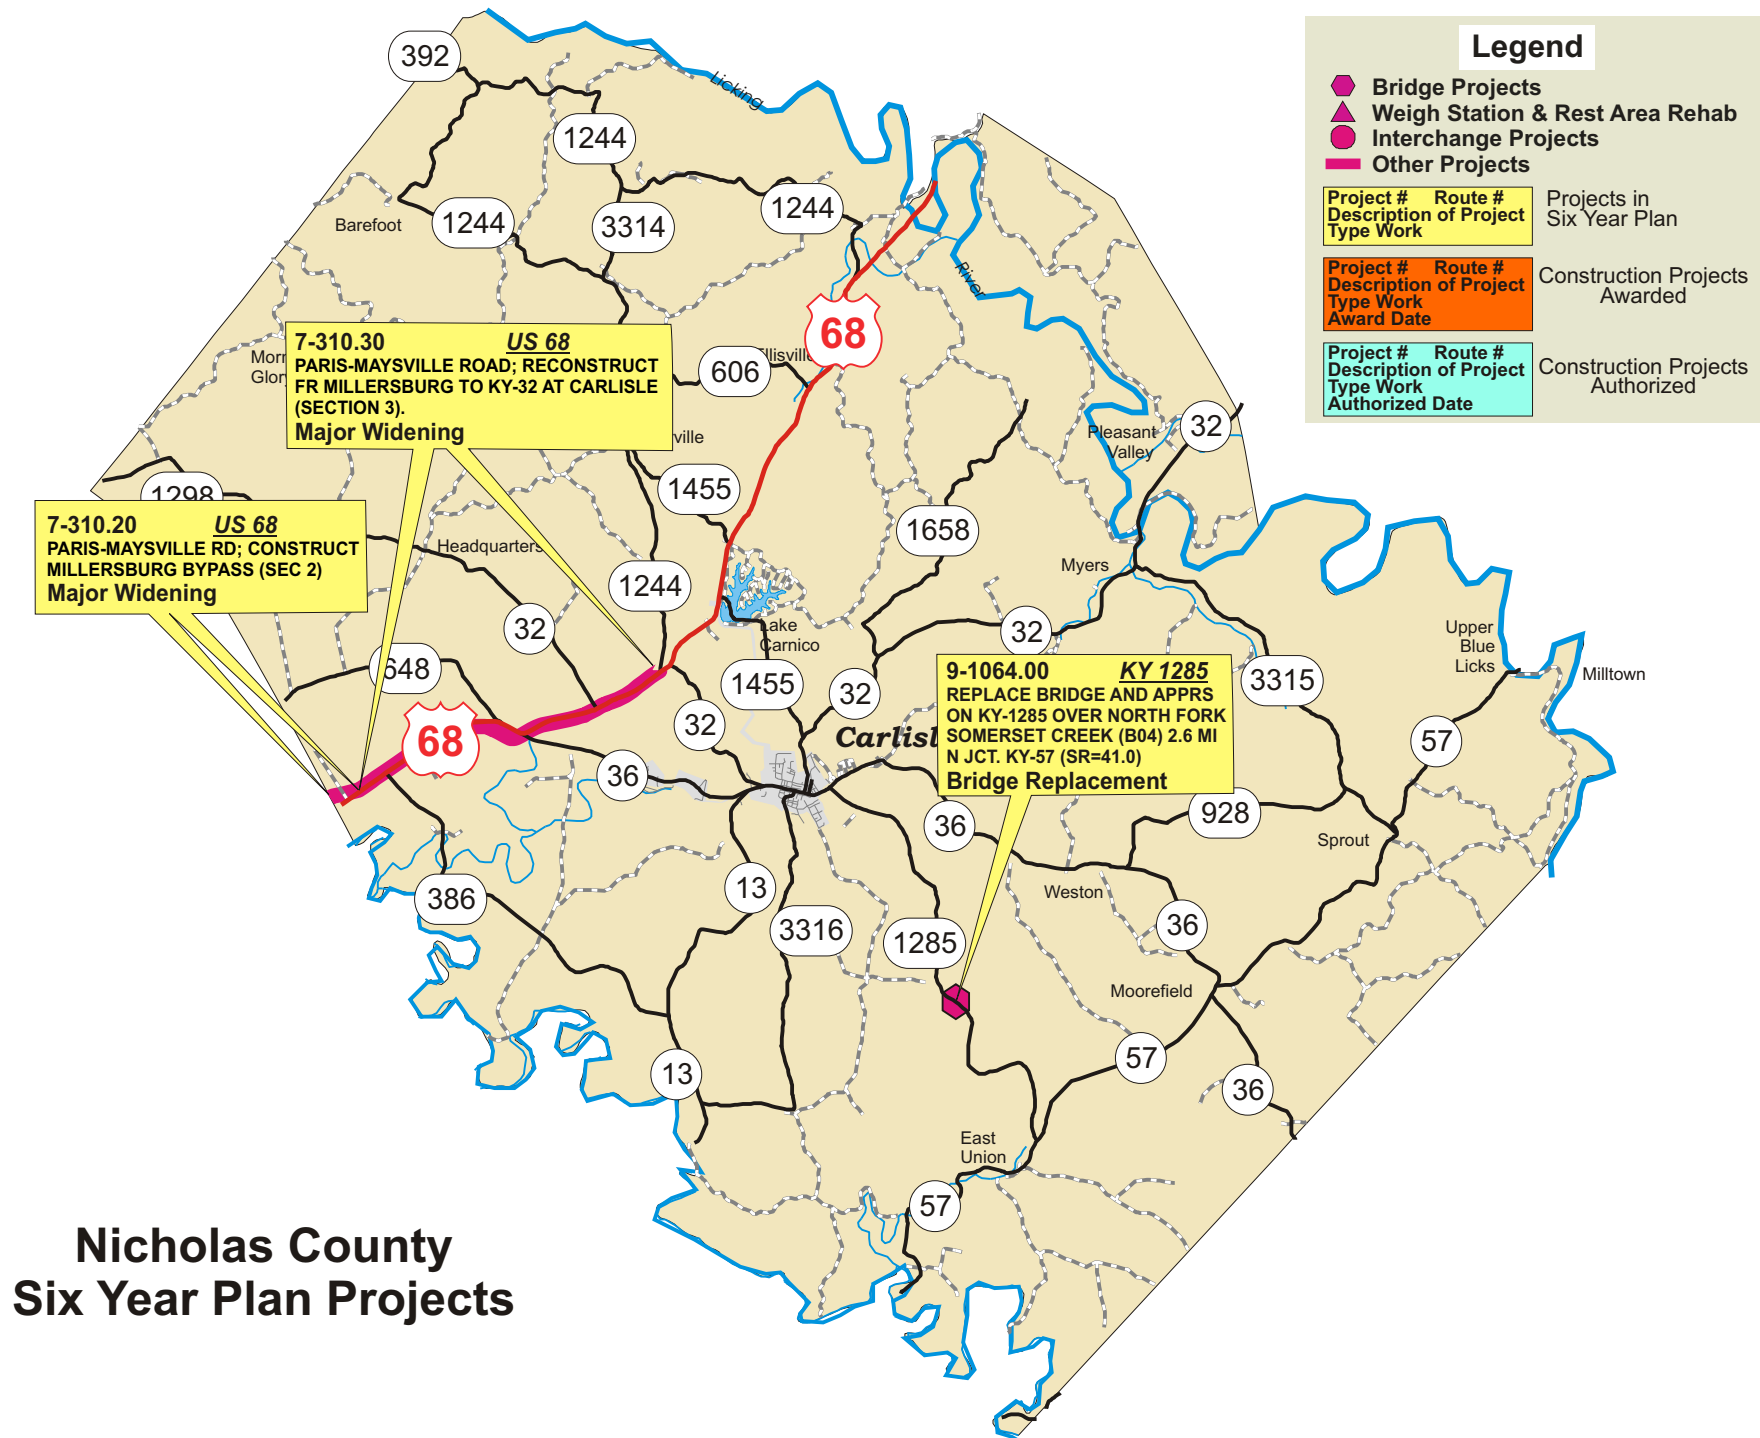 Legend
Bridge Projects
Weigh Station & Rest Area Rehab
Interchange Projects
Other Projects
Project # Route #
Description of Project
Type Work
Projects in
Six Year Plan
Project # Route #
Description of Project
Type Work
Award Date
Construction Projects
Awarded
Project # Route #
Description of Project
Type Work
Authorized Date
Construction Projects
Authorized
392
Licking
1244
1244
3314
1244
Barefoot
River
68
7-310.30 US 68
PARIS-MAYSVILLE ROAD; RECONSTRUCT
FR MILLERSBURG TO KY-32 AT CARLISLE
(SECTION 3).
Major Widening
606
32
Pleasant
Valley
1455
1298
7-310.20 US 68
PARIS-MAYSVILLE RD; CONSTRUCT
MILLERSBURG BYPASS (SEC 2)
Major Widening
Headquarters
1658
Myers
1244
32
Lake
Carnico
32
Upper
Blue
Licks
Milltown
648
1455
32
9-1064.00 KY 1285
REPLACE BRIDGE AND APPRS
ON KY-1285 OVER NORTH FORK
SOMERSET CREEK (B04) 2.6 MI
N JCT. KY-57 (SR=41.0)
Bridge Replacement
3315
68
32
57
36
36
928
Sprout
13
386
Weston
3316
1285
36
Moorefield
13
57
36
East
Union
57
Nicholas County
Six Year Plan Projects